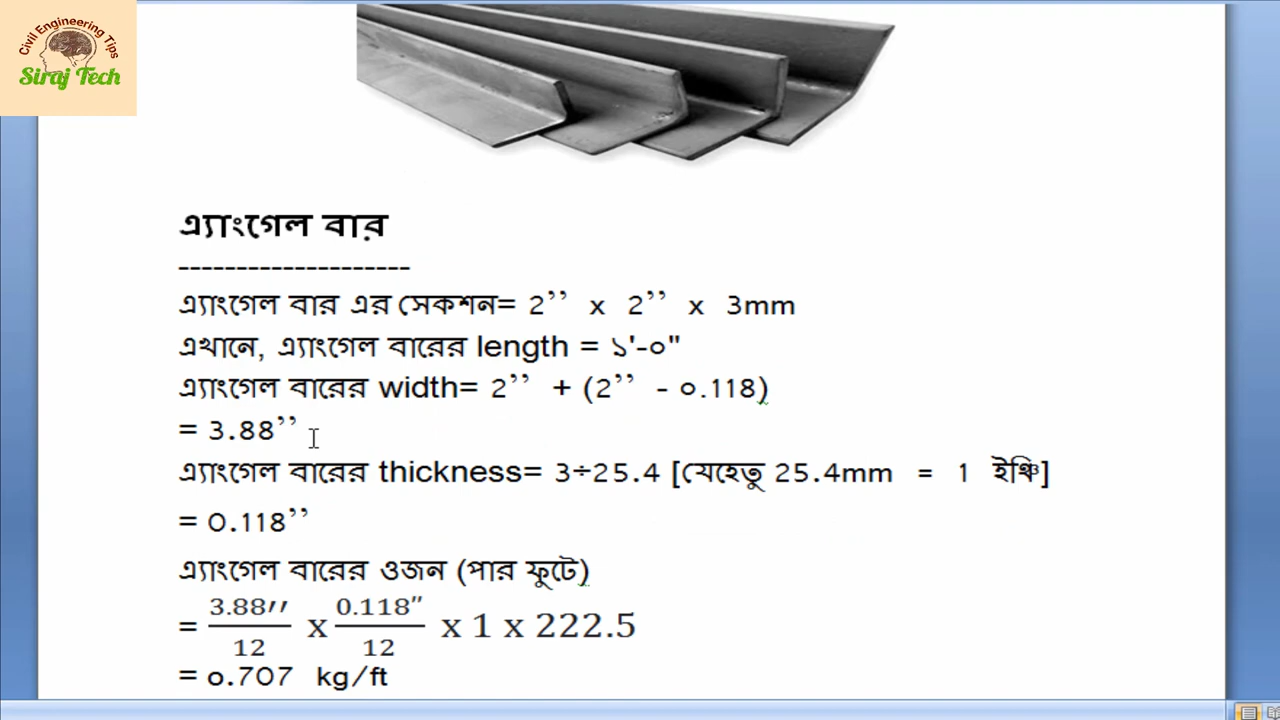 Civil Engineering Tips
Siraj Tech
এ্যাংগেল বার
--------------------
এ্যাংগেল বার এর সেকশন= 2’’ x 2’’ x 3mm
এখানে, এ্যাংগেল বারের length = ১'-০"
এ্যাংগেল বারের width= 2’’ + (2’’ - ০.118)
= 3.88’’
এ্যাংগেল বারের thickness= 3÷25.4 [যেহেতু 25.4mm = 1 ইঞ্চি]
= 0.118’’
এ্যাংগেল বারের ওজন (পার ফুটে)
= 3.88′′/12 x 0.118"/12 x 1 x 222.5
= ০.707 kg/ft